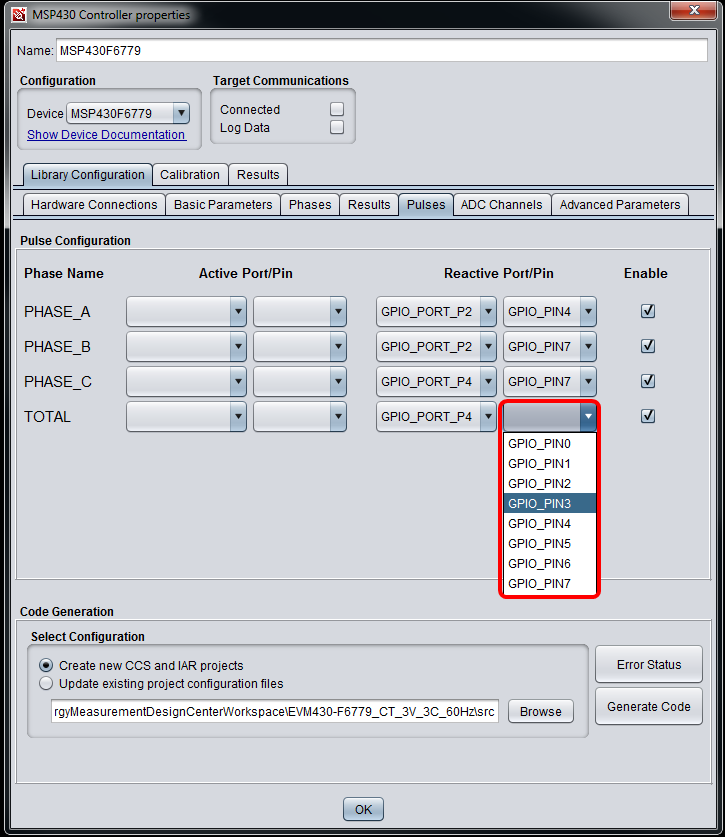 MSP430 Controller properties
Name: MSP430F6779
Configuration
Target Communications
Device MSP430F6779
Show Device Documentation
Connected
Log Data
Library Configuration Calibration Results
Hardware Connections Basic Parameters Phases Results Pulses ADC Channels Advanced Parameters
Pulse Configuration
Phase Name Active Port/Pin Reactive Port/Pin Enable
PHASE_A GPIO_PORT_P2 GPIO_PIN4
PHASE_B GPIO_PORT_P2 GPIO_PIN7
PHASE_C GPIO_PORT_P4 GPIO_PIN7
TOTAL GPIO_PORT_P4
GPIO_PIN0
GPIO_PIN1
GPIO_PIN2
GPIO_PIN3
GPIO_PIN4
GPIO_PIN5
GPIO_PIN6
GPIO_PIN7
Code Generation
Select Configuration
Create new CCS and IAR projects
Update existing project configuration files
rgyMeasurementDesignCenterWorkspace\EVM430-F6779_CT_3V_3C_60Hz\src Browse
Error Status
Generate Code
OK